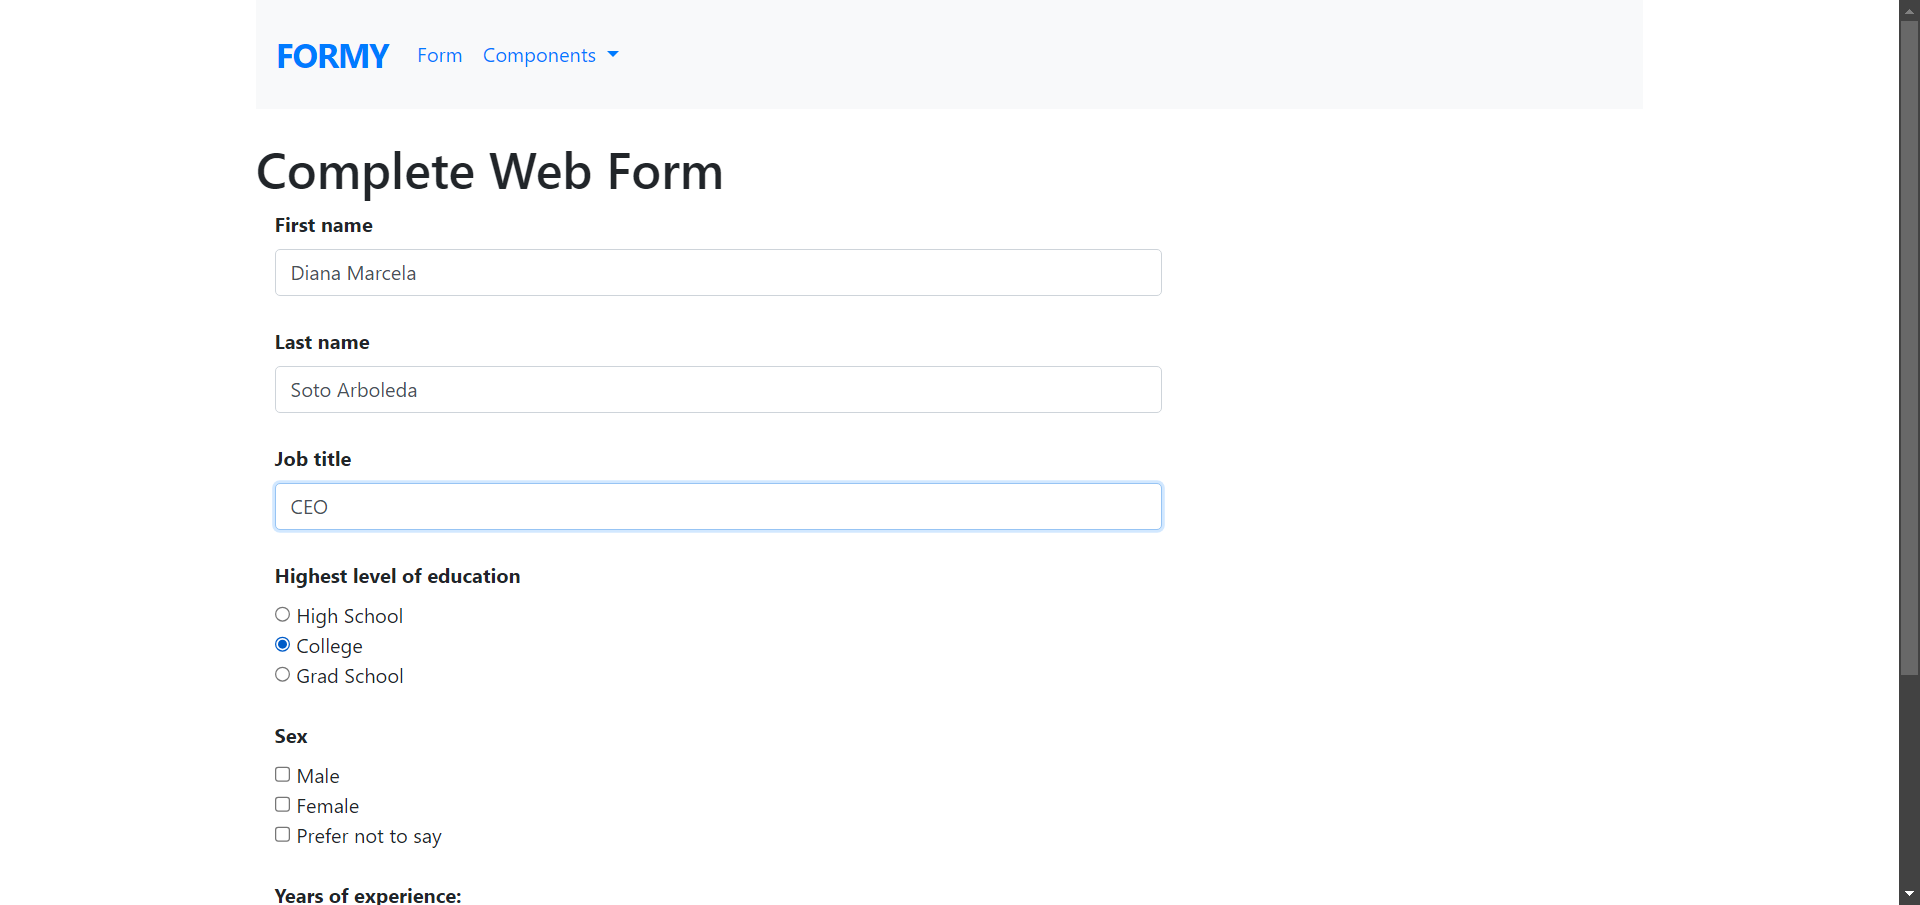 FORMY Form Components
Complete Web Form
First name
Diana Marcela
Last name
Soto Arboleda
Job title
CEO
Highest level of education
High School
College
Grad School
Sex
Male
Female
Prefer not to say
Years of experience: